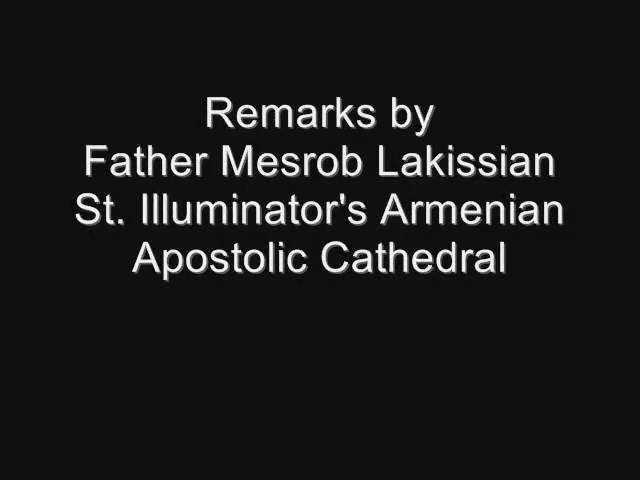 Remarks by
Father Mesrob Lakissian
St. Illuminator's Armenian
Apostolic Cathedral